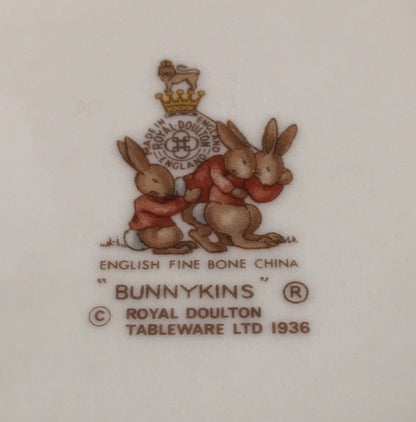 MADE IN ENGLAND
ROYAL·DOULTON
ENGLAND
ENGLISH FINE BONE CHINA
"BUNNYKINS" ®
© ROYAL DOULTON
TABLEWARE LTD 1936